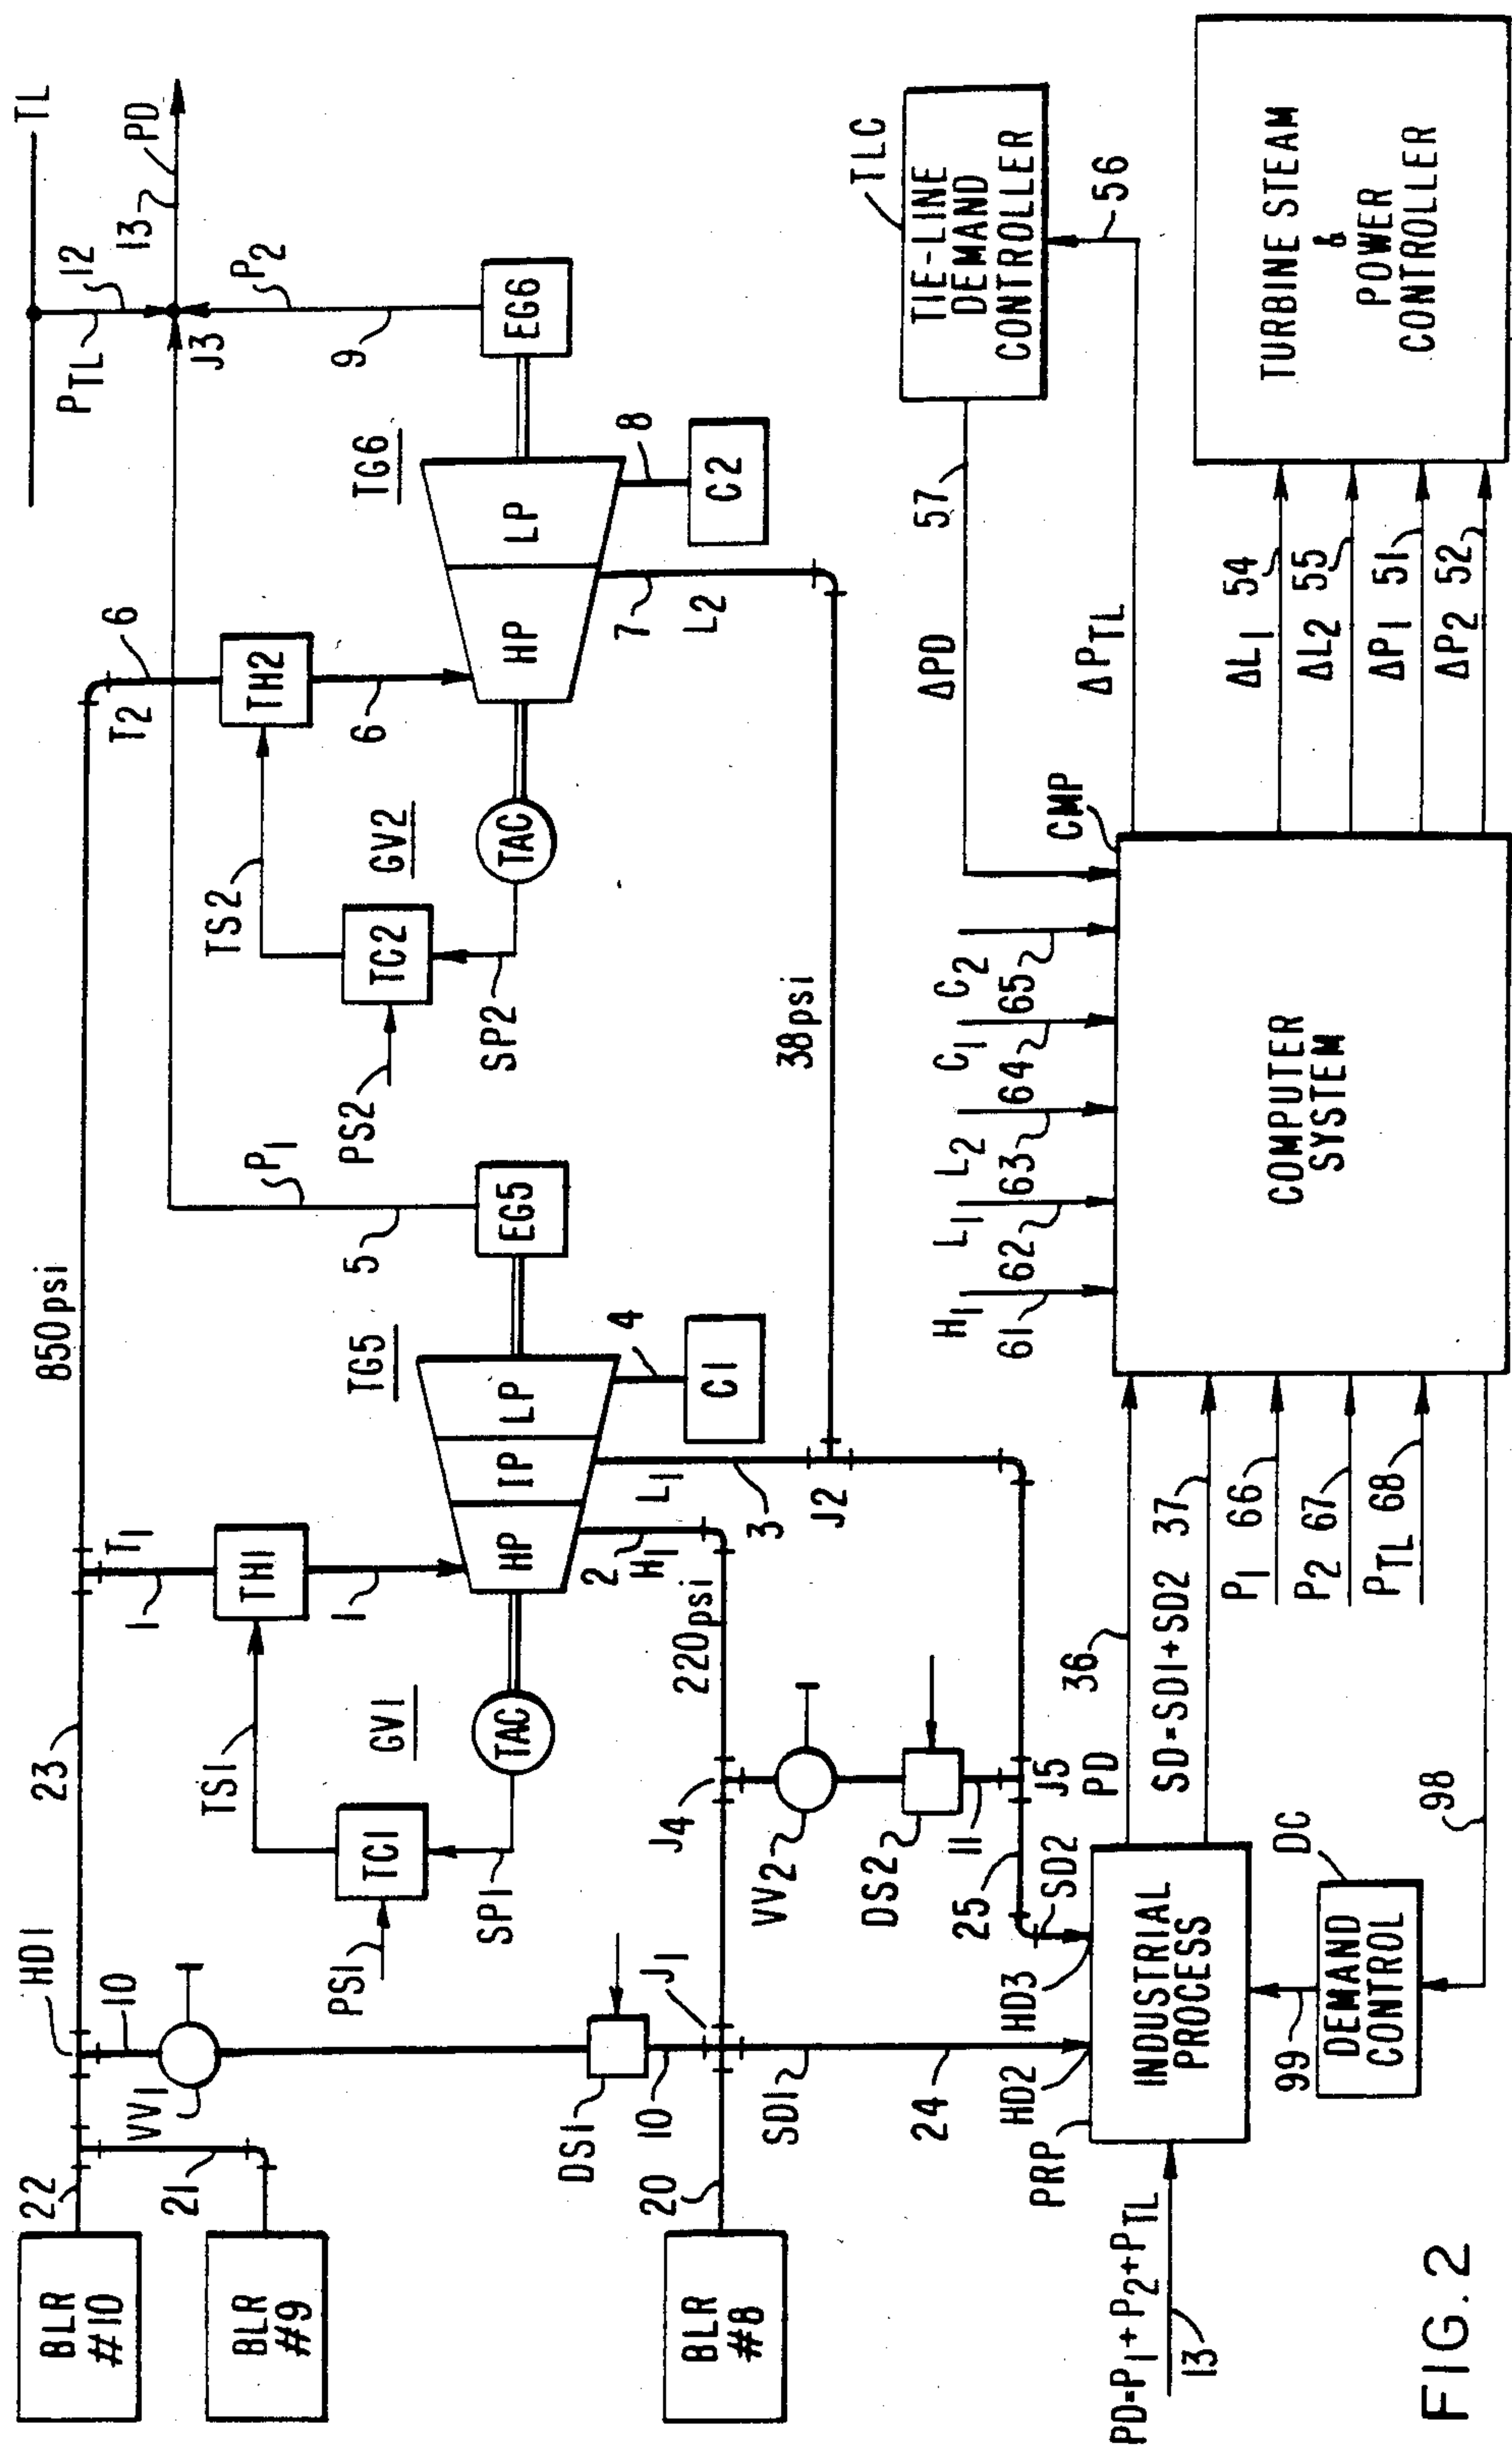 BLR
#10
22
BLR
#9
21
HD1
23
850psi
10
VV1
T1
1
TH1
1
TS1
TC1
PS1
SP1
GV1
TAC
TG5
HP
IP
LP
C1
4
EG5
5
P1
T2
6
TH2
6
TS2
TC2
PS2
SP2
GV2
TAC
TG6
HP
LP
C2
8
EG6
9
P2
TL
PTL
12
13
PD
J3
2
H1
220psi
L1
3
J2
7
L2
38psi
BLR
#8
20
DS1
10
J1
J4
VV2
DS2
11
J5
25
SD2
SD1
24
HD2
HD3
PRP
INDUSTRIAL
PROCESS
PD=P1+P2+PTL
13
DEMAND
CONTROL
DC
99
98
PD
36
SD=SD1+SD2 37
P1 66
P2 67
PTL 68
H1
61
L1
62
L2
63
C1
64
C2
65
CMP
COMPUTER
SYSTEM
ΔPD
57
ΔPTL
56
TLC
TIE-LINE
DEMAND
CONTROLLER
ΔL1 54
ΔL2 55
ΔP1 51
ΔP2 52
TURBINE STEAM
&
POWER
CONTROLLER
FIG. 2